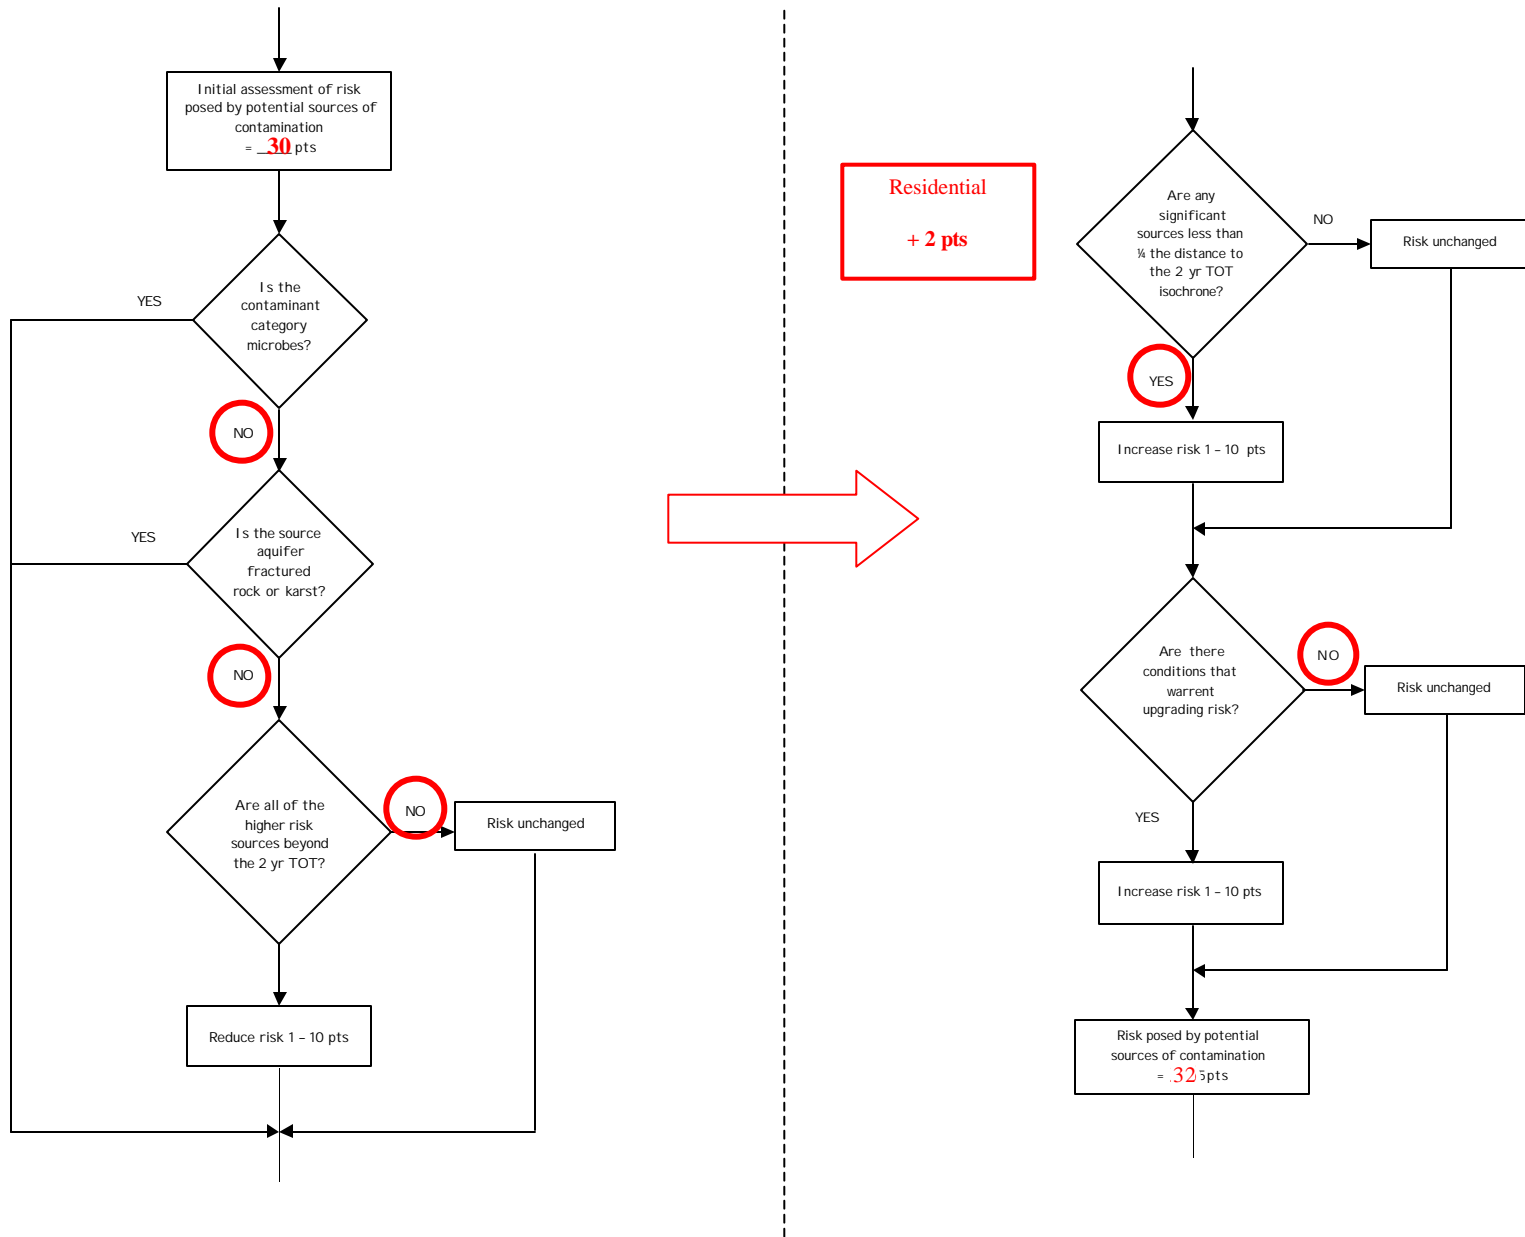 Initial assessment of risk
posed by potential sources of
contamination
= 30 pts
Is the
contaminant
category
microbes?
YES
NO
Is the source
aquifer
fractured
rock or karst?
YES
NO
Are all of the
higher risk
sources beyond
the 2 yr TOT?
NO
Risk unchanged
Reduce risk 1 – 10 pts
Residential
+ 2 pts
Are any
significant
sources less than
¼ the distance to
the 2 yr TOT
isochrone?
NO
Risk unchanged
YES
Increase risk 1 – 10 pts
Are there
conditions that
warrent
upgrading risk?
NO
Risk unchanged
YES
Increase risk 1 – 10 pts
Risk posed by potential
sources of contamination
= 32 pts